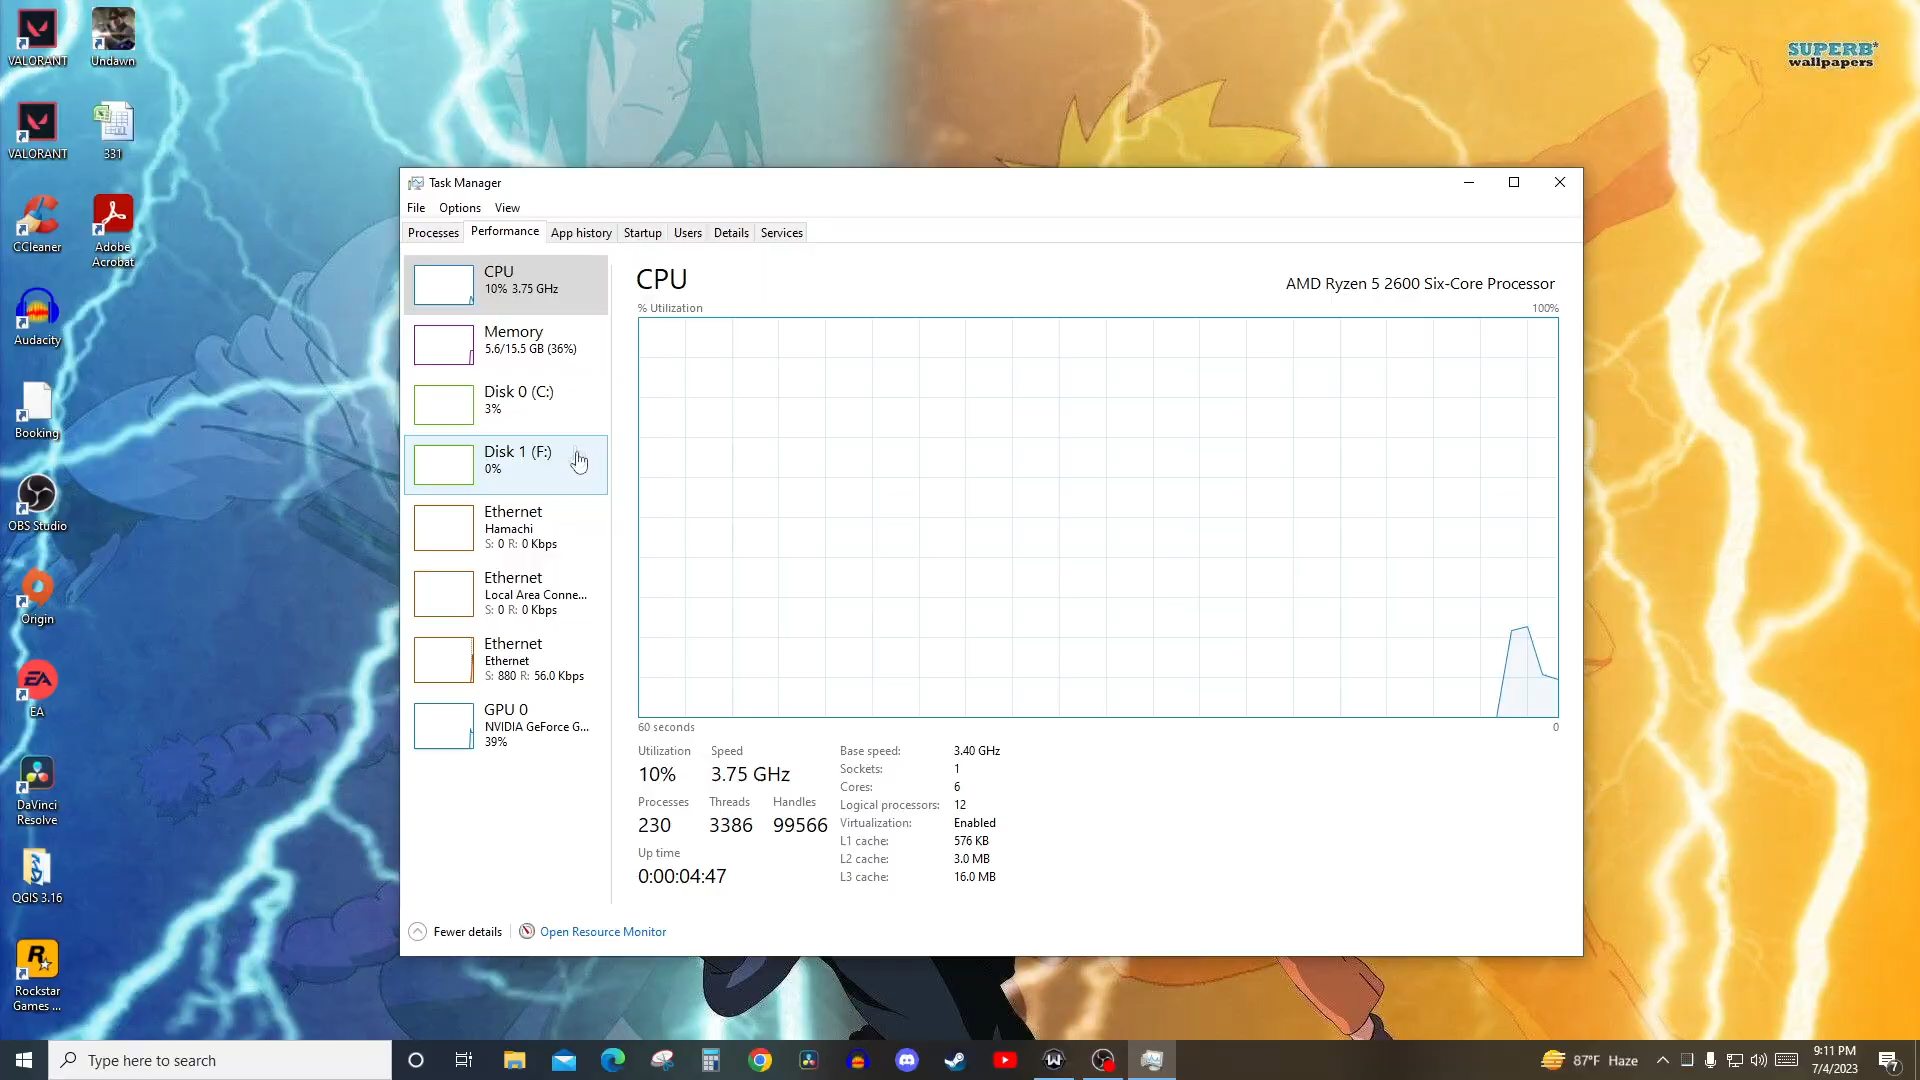 VALORANT
Undawn
VALORANT
331
CCleaner
Adobe
Acrobat
Audacity
Booking
OBS Studio
Origin
EA
EA
DaVinci
Resolve
QGIS 3.16
R
Rockstar
Games ...
SUPERB*
wallpapers
Task Manager
File Options View
Processes Performance App history Startup Users Details Services
CPU
10% 3.75 GHz
Memory
5.6/15.5 GB (36%)
Disk 0 (C:)
3%
Disk 1 (F:)
0%
Ethernet
Hamachi
S: 0 R: 0 Kbps
Ethernet
Local Area Conne...
S: 0 R: 0 Kbps
Ethernet
Ethernet
S: 880 R: 56.0 Kbps
GPU 0
NVIDIA GeForce G...
39%
CPU AMD Ryzen 5 2600 Six-Core Processor
% Utilization 100%
60 seconds 0
Utilization Speed
10% 3.75 GHz
Processes Threads Handles
230 3386 99566
Up time
0:00:04:47
Base speed: 3.40 GHz
Sockets: 1
Cores: 6
Logical processors: 12
Virtualization: Enabled
L1 cache: 576 KB
L2 cache: 3.0 MB
L3 cache: 16.0 MB
Fewer details Open Resource Monitor
Type here to search
87°F Haze
9:11 PM
7/4/2023
7